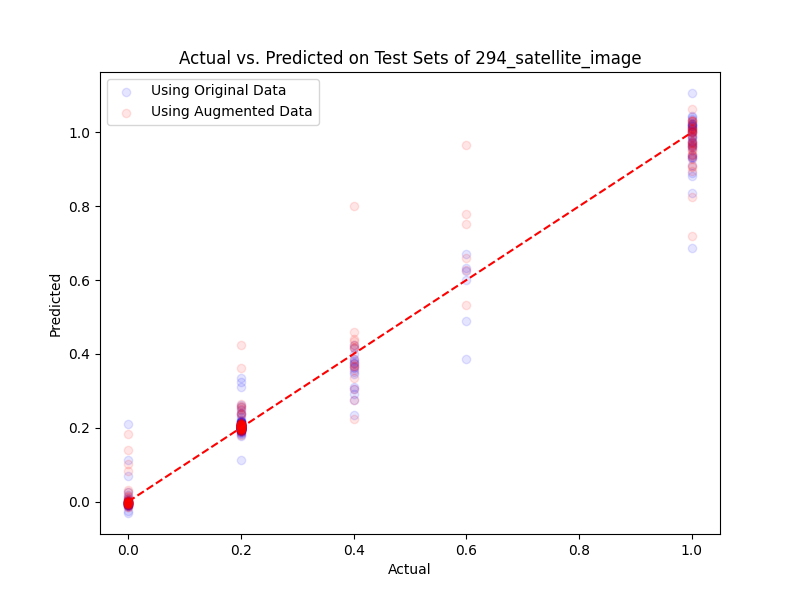 Actual vs. Predicted on Test Sets of 294_satellite_image
Using Original Data
Using Augmented Data
1.0
0.8
0.6
0.4
0.2
0.0
Predicted
0.0 0.2 0.4 0.6 0.8 1.0
Actual